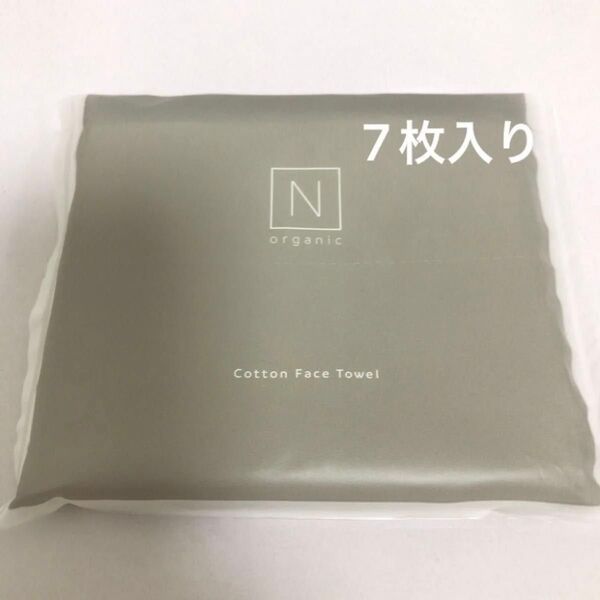 7枚入り
N
organic
Cotton Face Towel